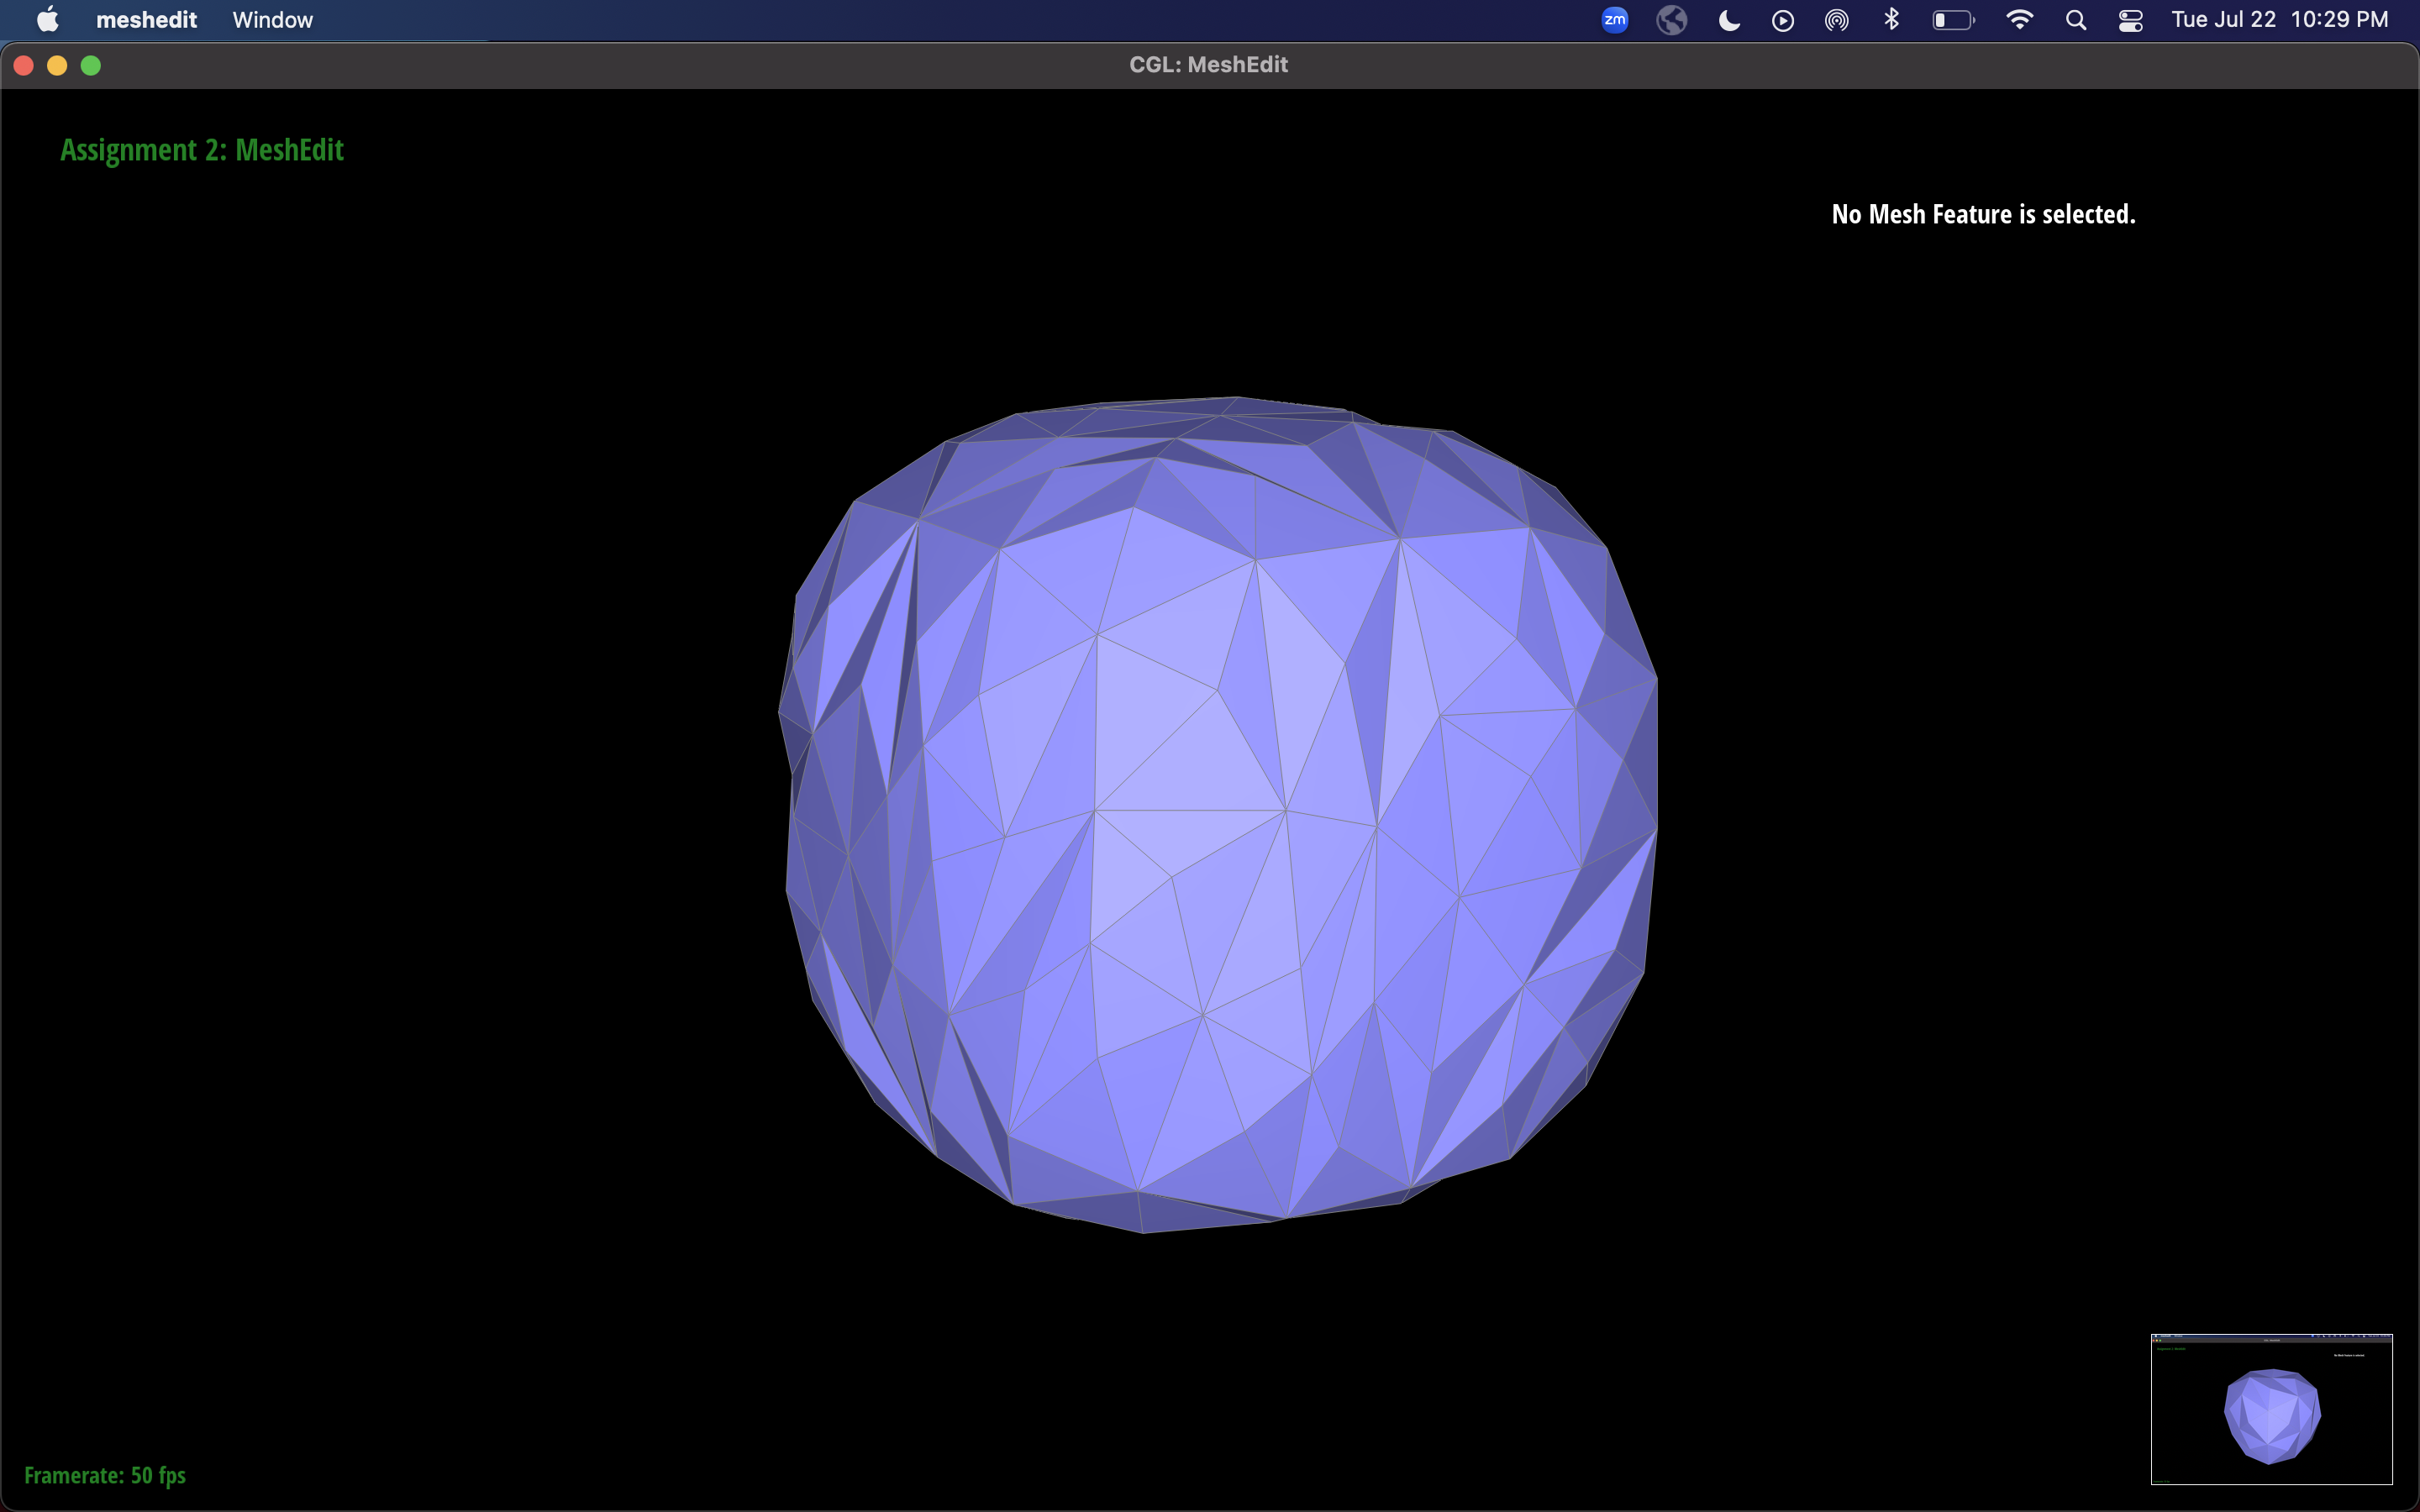 meshedit Window zm Tue Jul 22 10:29 PM
CGL: MeshEdit
Assignment 2: MeshEdit
No Mesh Feature is selected.
Framerate: 50 fps